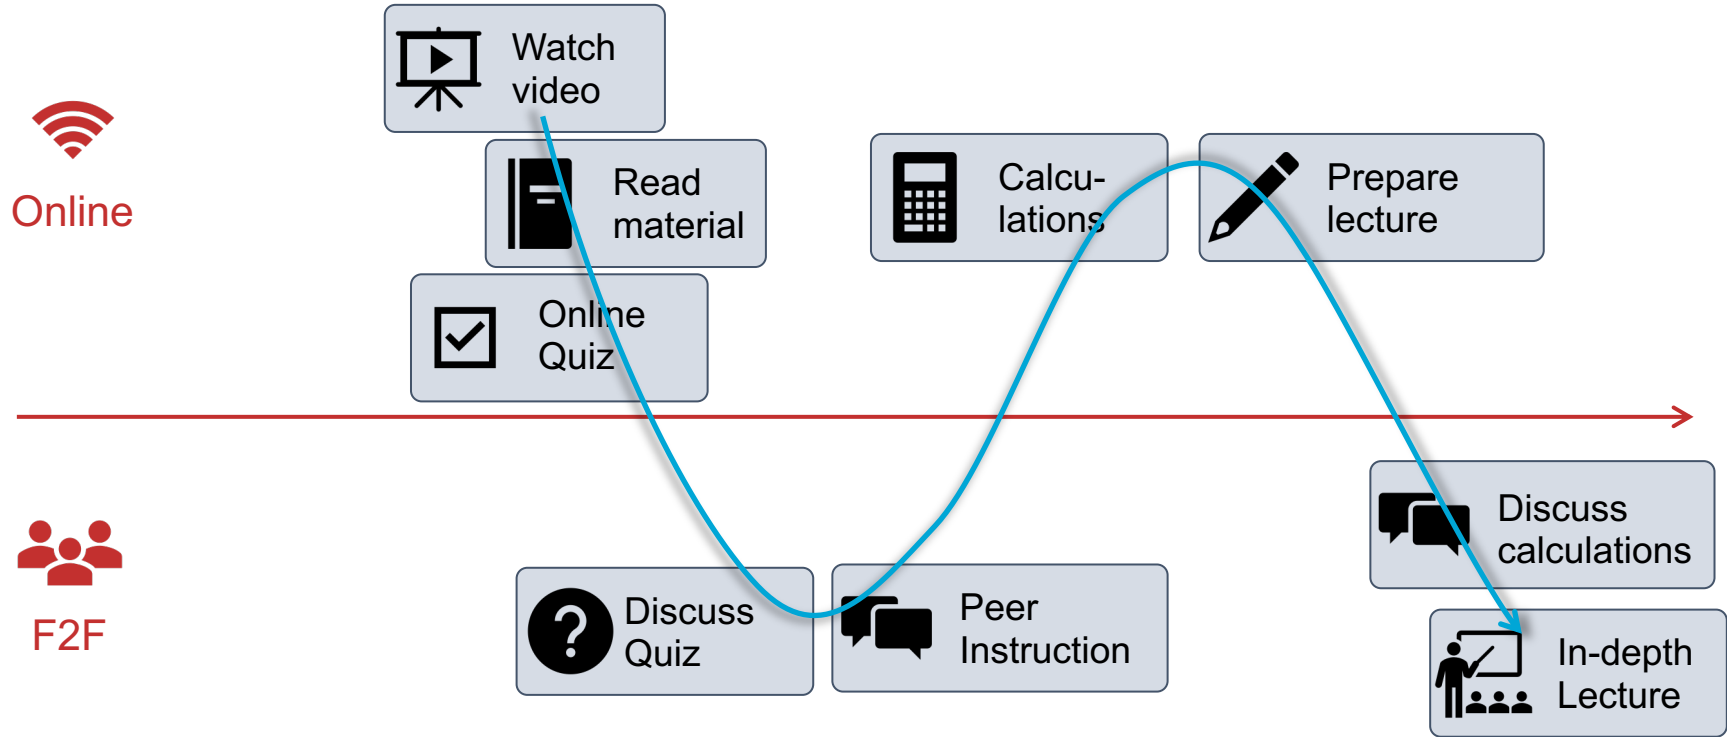 Watch
video
Read
material
Online
Online
Quiz
Calcu-
lations
Prepare
lecture
F2F
Discuss
Quiz
Peer
Instruction
Discuss
calculations
In-depth
Lecture